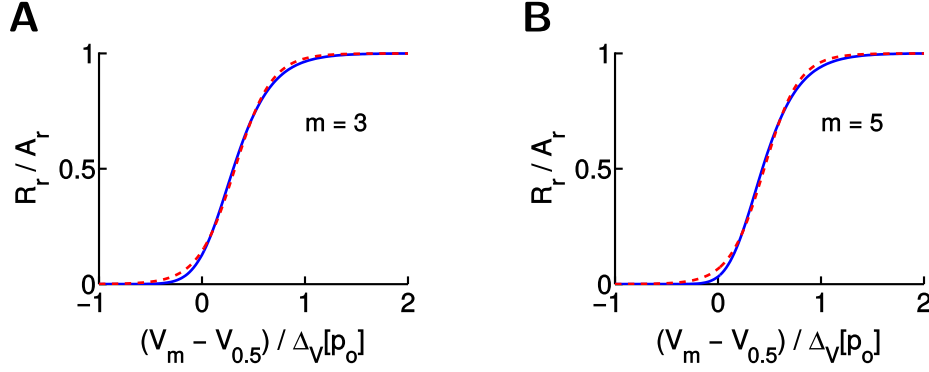 A
1
0.5
0
R_r / A_r
m = 3
−1 0 1 2
(V_m − V_0.5) / Δ_V[p_o]
B
1
0.5
0
R_r / A_r
m = 5
−1 0 1 2
(V_m − V_0.5) / Δ_V[p_o]